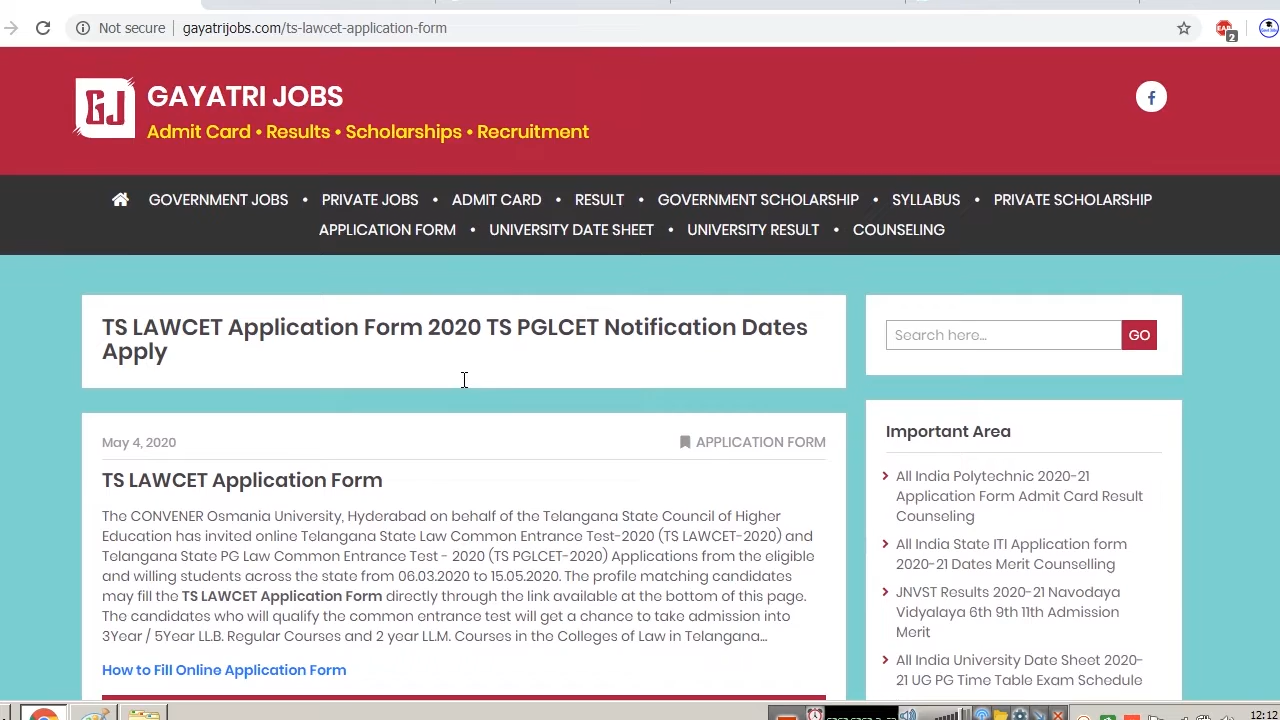 Not secure
gayatrijobs.com/ts-lawcet-application-form
2
GJ
GAYATRI JOBS
Admit Card • Results • Scholarships • Recruitment
GOVERNMENT JOBS • PRIVATE JOBS • ADMIT CARD • RESULT • GOVERNMENT SCHOLARSHIP • SYLLABUS • PRIVATE SCHOLARSHIP
APPLICATION FORM • UNIVERSITY DATE SHEET • UNIVERSITY RESULT • COUNSELING
TS LAWCET Application Form 2020 TS PGLCET Notification Dates
Apply
Search here...
GO
May 4, 2020
APPLICATION FORM
TS LAWCET Application Form
The CONVENER Osmania University, Hyderabad on behalf of the Telangana State Council of Higher
Education has invited online Telangana State Law Common Entrance Test-2020 (TS LAWCET-2020) and
Telangana State PG Law Common Entrance Test - 2020 (TS PGLCET-2020) Applications from the eligible
and willing students across the state from 06.03.2020 to 15.05.2020. The profile matching candidates
may fill the TS LAWCET Application Form directly through the link available at the bottom of this page.
The candidates who will qualify the common entrance test will get a chance to take admission into
3Year / 5Year LL.B. Regular Courses and 2 year LL.M. Courses in the Colleges of Law in Telangana...
How to Fill Online Application Form
Important Area
All India Polytechnic 2020-21
Application Form Admit Card Result
Counseling
All India State ITI Application form
2020-21 Dates Merit Counselling
JNVST Results 2020-21 Navodaya
Vidyalaya 6th 9th 11th Admission
Merit
All India University Date Sheet 2020-
21 UG PG Time Table Exam Schedule
12:12